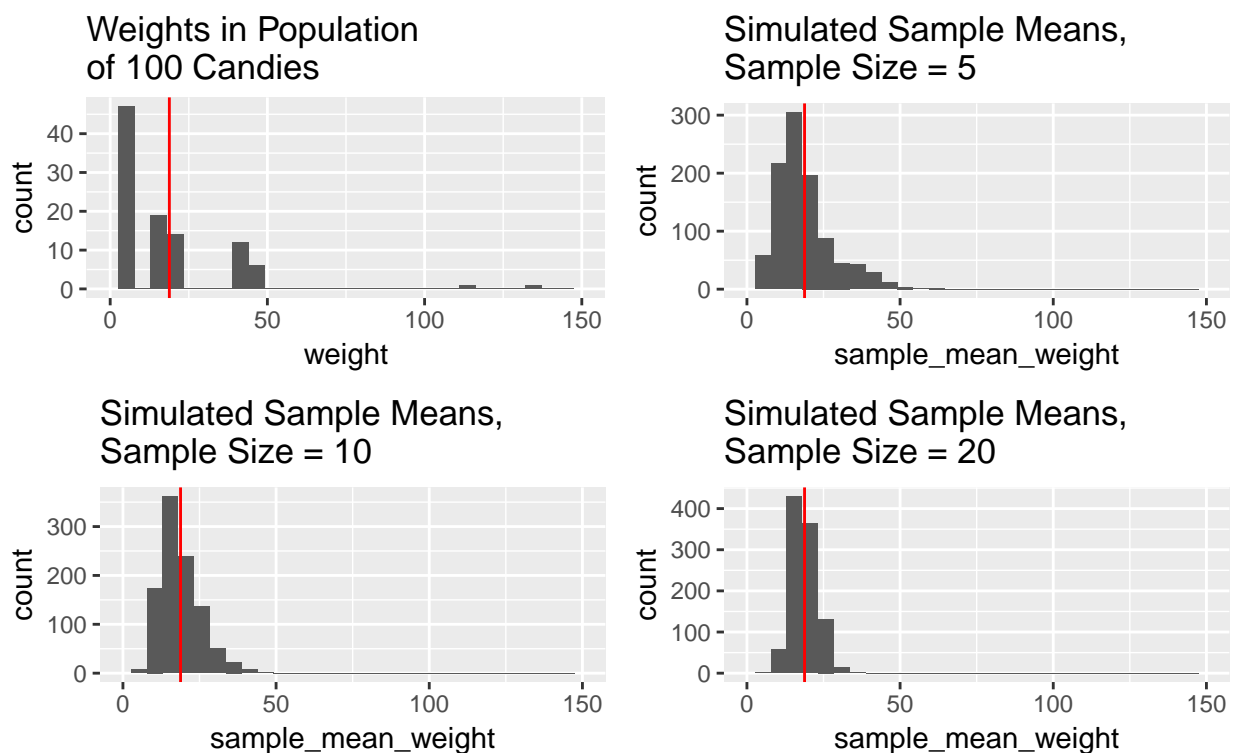 Weights in Population
of 100 Candies
40
30
20
10
0
count
0 50 100 150
weight
Simulated Sample Means,
Sample Size = 5
300
200
100
0
count
0 50 100 150
sample_mean_weight
Simulated Sample Means,
Sample Size = 10
300
200
100
0
count
0 50 100 150
sample_mean_weight
Simulated Sample Means,
Sample Size = 20
400
300
200
100
0
count
0 50 100 150
sample_mean_weight